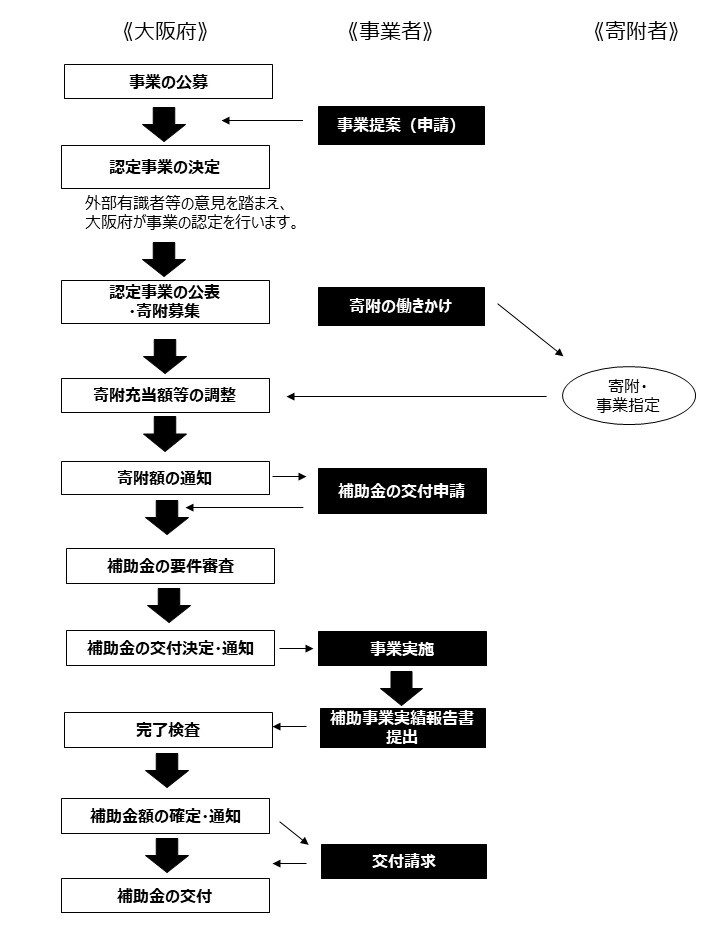 《大阪府》
《事業者》
《寄附者》
事業の公募
事業提案（申請）
認定事業の決定
外部有識者等の意見を踏まえ、
大阪府が事業の認定を行います。
認定事業の公表
・寄附募集
寄附の働きかけ
寄附・
事業指定
寄附充当額等の調整
寄附額の通知
補助金の交付申請
補助金の要件審査
補助金の交付決定・通知
事業実施
補助事業実績報告書
提出
完了検査
補助金額の確定・通知
交付請求
補助金の交付